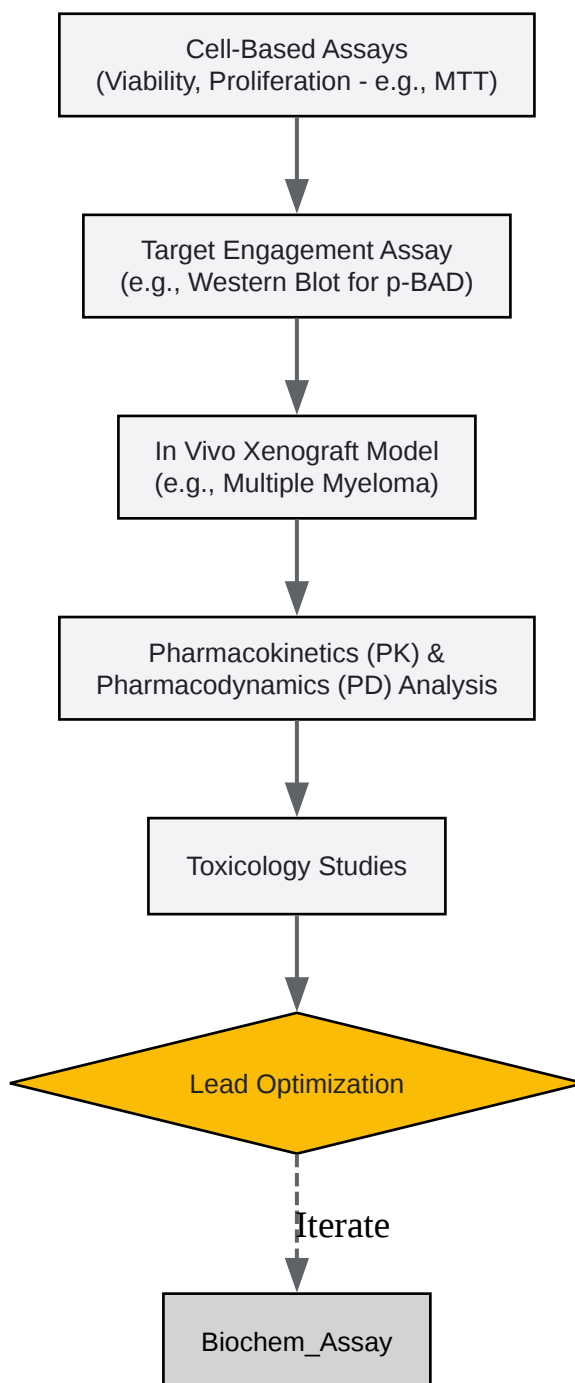 Cell-Based Assays
(Viability, Proliferation - e.g., MTT)
Target Engagement Assay
(e.g., Western Blot for p-BAD)
In Vivo Xenograft Model
(e.g., Multiple Myeloma)
Pharmacokinetics (PK) &
Pharmacodynamics (PD) Analysis
Toxicology Studies
Lead Optimization
Iterate
Biochem_Assay